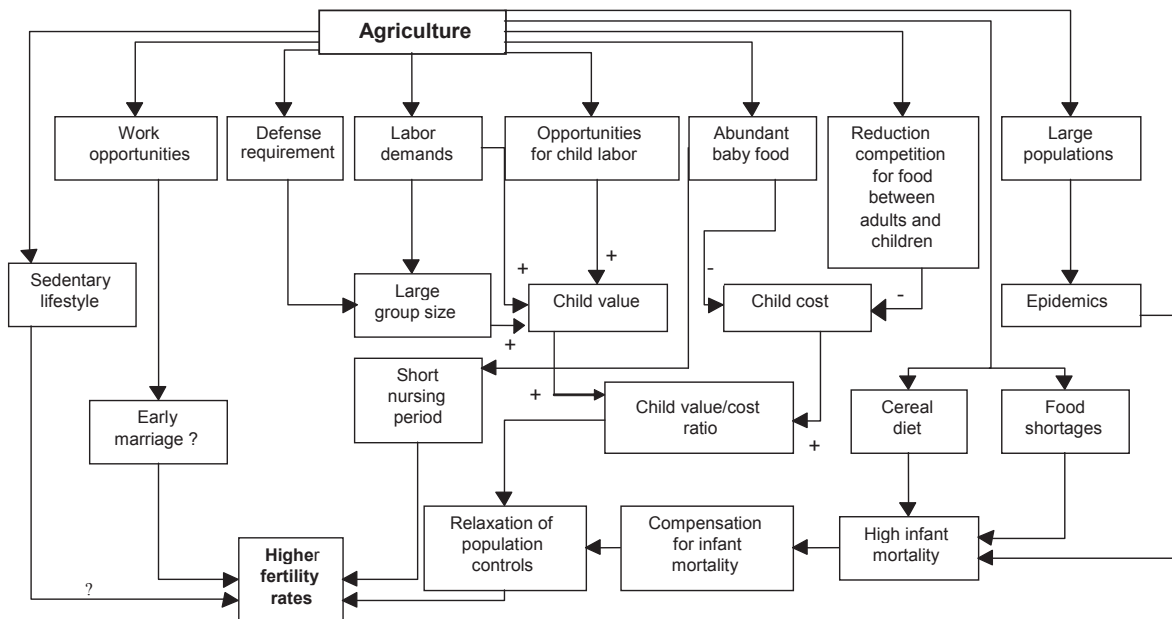 Agriculture
Work
opportunities
Defense
requirement
Labor
demands
Opportunities
for child labor
Abundant
baby food
Reduction
competition
for food
between
adults and
children
Large
populations
+
+
-
-
Sedentary
lifestyle
Large
group size
Child value
Child cost
Epidemics
+
Short
nursing
period
+
Child value/cost
ratio
+
Cereal
diet
Food
shortages
Early
marriage ?
Relaxation of
population
controls
Compensation
for infant
mortality
High infant
mortality
Higher
fertility
rates
?